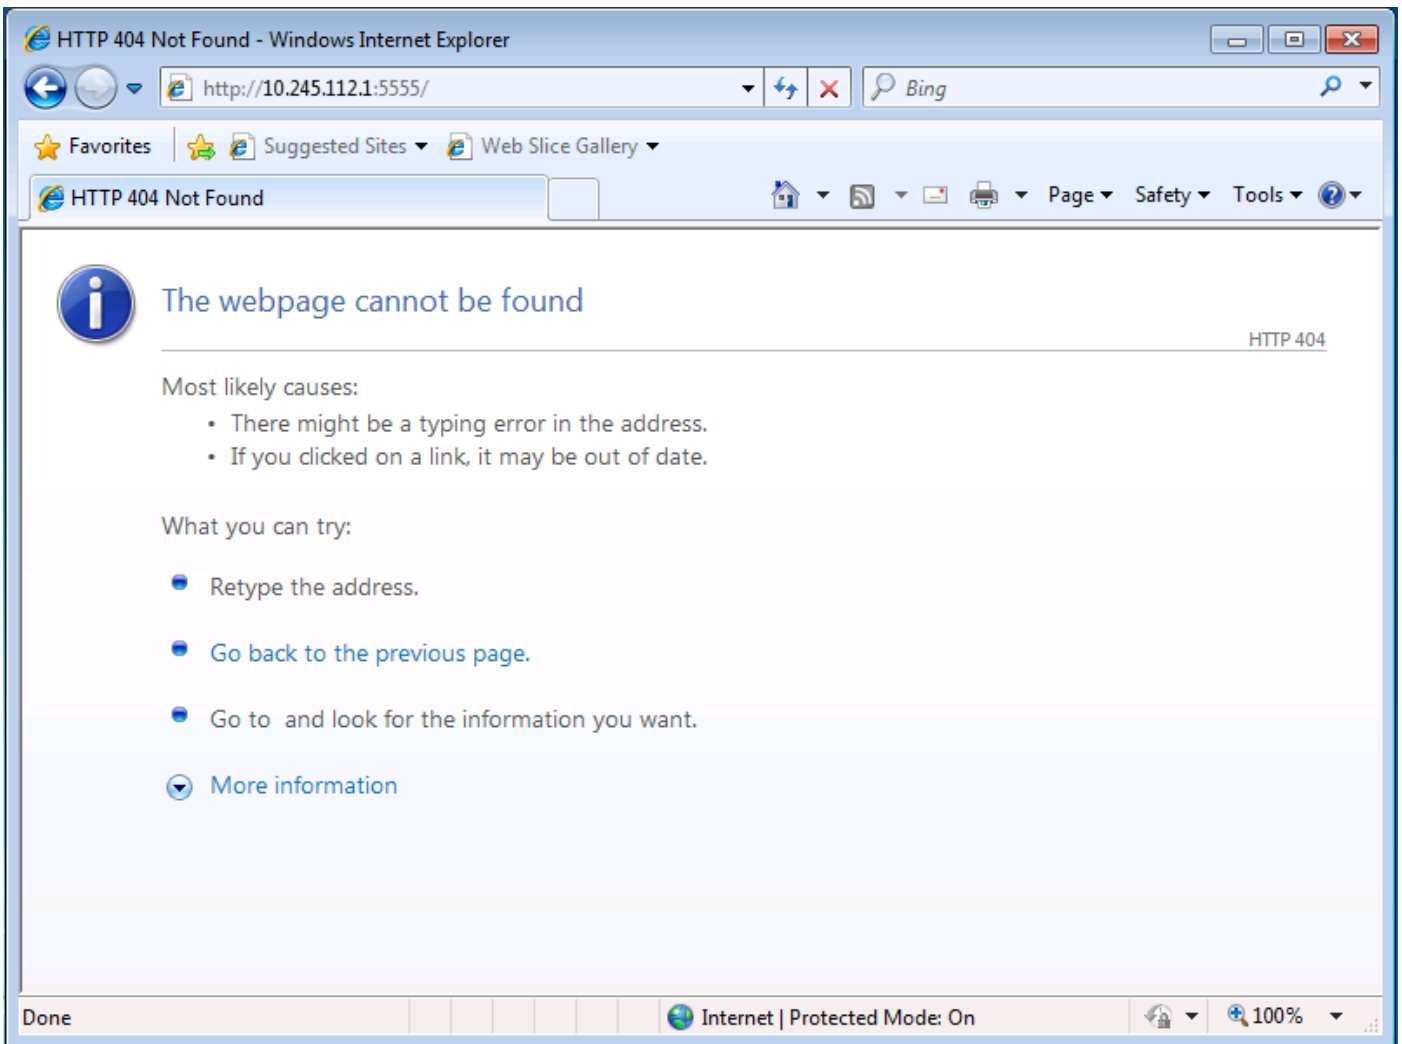 HTTP 404 Not Found - Windows Internet Explorer
http://10.245.112.1:5555/
Bing
Favorites Suggested Sites Web Slice Gallery
HTTP 404 Not Found
Page Safety Tools
The webpage cannot be found
HTTP 404
Most likely causes:
• There might be a typing error in the address.
• If you clicked on a link, it may be out of date.
What you can try:
Retype the address.
Go back to the previous page.
Go to  and look for the information you want.
More information
Done
Internet | Protected Mode: On
100%